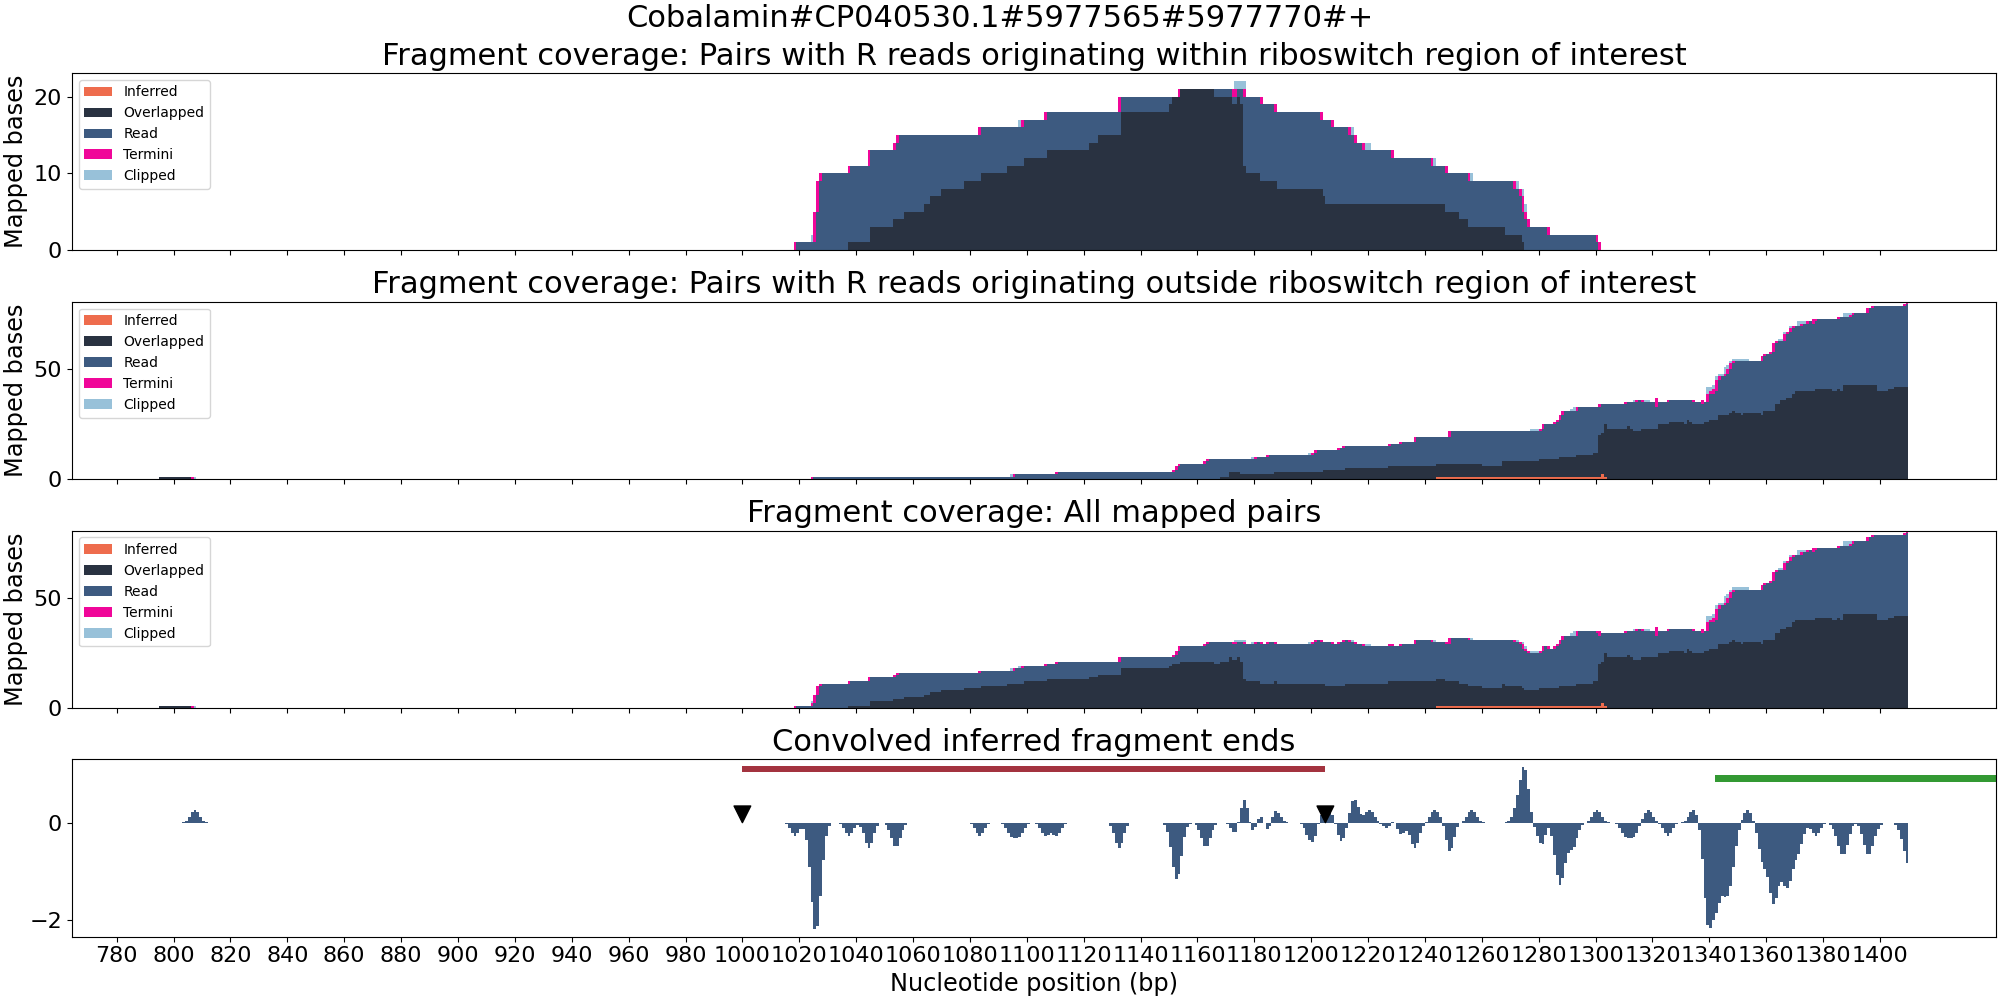 Cobalamin#CP040530.1#5977565#5977770#+
Fragment coverage: Pairs with R reads originating within riboswitch region of interest
Mapped bases
20
10
0
Inferred
Overlapped
Read
Termini
Clipped
Fragment coverage: Pairs with R reads originating outside riboswitch region of interest
Mapped bases
50
0
Inferred
Overlapped
Read
Termini
Clipped
Fragment coverage: All mapped pairs
Mapped bases
50
0
Inferred
Overlapped
Read
Termini
Clipped
Convolved inferred fragment ends
0
−2
780 800 820 840 860 880 900 920 940 960 980 1000 1020 1040 1060 1080 1100 1120 1140 1160 1180 1200 1220 1240 1260 1280 1300 1320 1340 1360 1380 1400
Nucleotide position (bp)